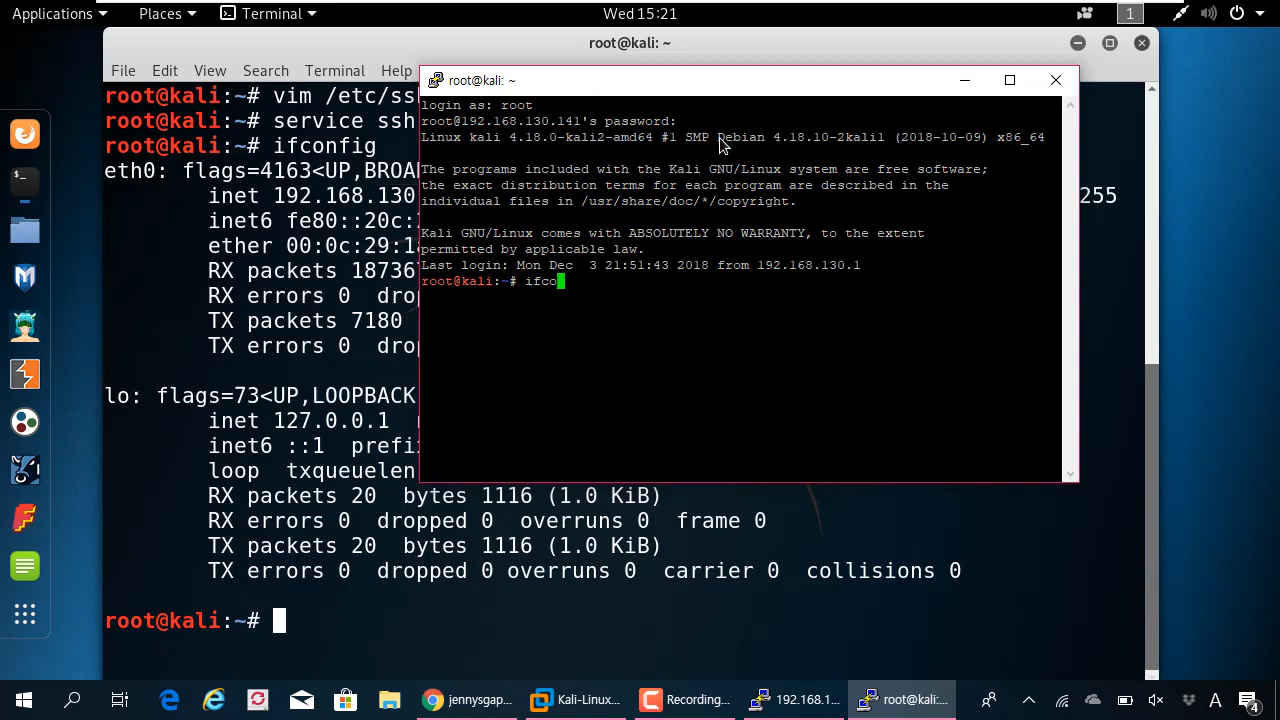 Applications Places Terminal Wed 15:21 1
root@kali: ~
File Edit View Search Terminal Help
root@kali:~# vim /etc/ss
root@kali:~# service ssh
root@kali:~# ifconfig
eth0: flags=4163<UP,BROA
inet 192.168.130 255
inet6 fe80::20c:
ether 00:0c:29:1
RX packets 18736
RX errors 0 dro
TX packets 7180
TX errors 0 dro
lo: flags=73<UP,LOOPBACK
inet 127.0.0.1
inet6 ::1 prefi
loop txqueuelen
RX packets 20 bytes 1116 (1.0 KiB)
RX errors 0 dropped 0 overruns 0 frame 0
TX packets 20 bytes 1116 (1.0 KiB)
TX errors 0 dropped 0 overruns 0 carrier 0 collisions 0
root@kali:~#
root@kali: ~
login as: root
root@192.168.130.141's password:
Linux kali 4.18.0-kali2-amd64 #1 SMP Debian 4.18.10-2kali1 (2018-10-09) x86_64
The programs included with the Kali GNU/Linux system are free software;
the exact distribution terms for each program are described in the
individual files in /usr/share/doc/*/copyright.
Kali GNU/Linux comes with ABSOLUTELY NO WARRANTY, to the extent
permitted by applicable law.
Last login: Mon Dec 3 21:51:43 2018 from 192.168.130.1
root@kali:~# ifco
jennysgap... Kali-Linux... Recording... 192.168.1... root@kali:... A 4